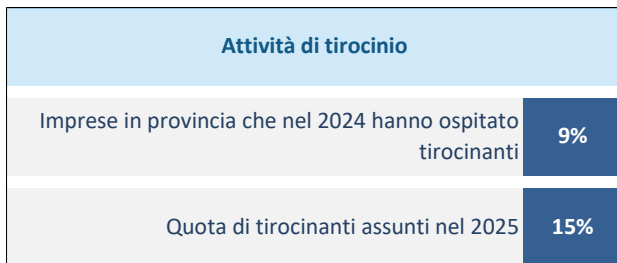 Attività di tirocinio
Imprese in provincia che nel 2024 hanno ospitato
tirocinanti
9%
Quota di tirocinanti assunti nel 2025
15%